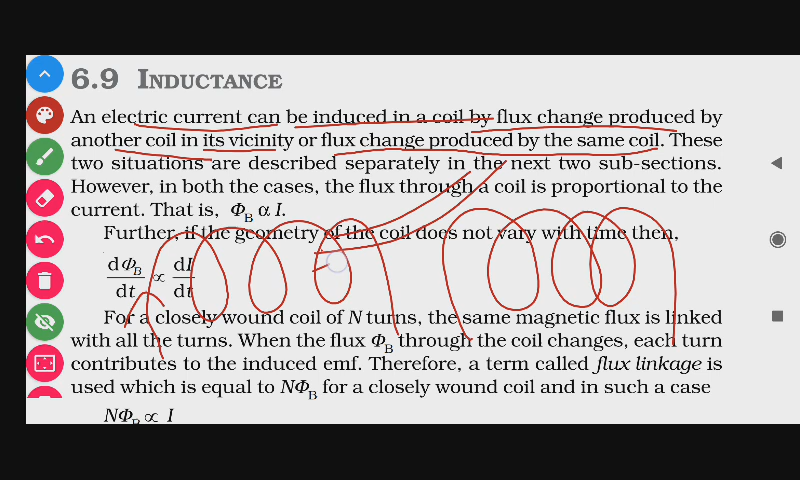 6.9 INDUCTANCE
An electric current can be induced in a coil by flux change produced by
another coil in its vicinity or flux change produced by the same coil. These
two situations are described separately in the next two sub-sections.
However, in both the cases, the flux through a coil is proportional to the
current. That is, Φ_B α I.
Further, if the geometry of the coil does not vary with time then,
dΦ_B/dt ∝ dI/dt
For a closely wound coil of N turns, the same magnetic flux is linked
with all the turns. When the flux Φ_B through the coil changes, each turn
contributes to the induced emf. Therefore, a term called flux linkage is
used which is equal to NΦ_B for a closely wound coil and in such a case
NΦ_B ∝ I